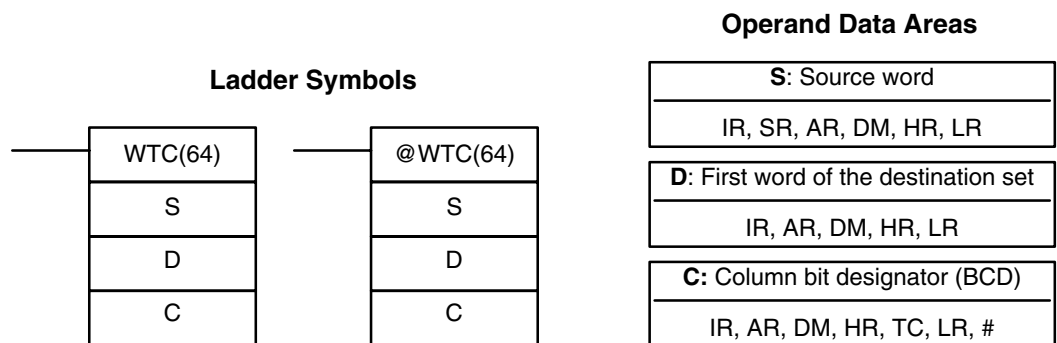 Ladder Symbols
WTC(64)
S
D
C
@WTC(64)
S
D
C
Operand Data Areas
S: Source word
IR, SR, AR, DM, HR, LR
D: First word of the destination set
IR, AR, DM, HR, LR
C: Column bit designator (BCD)
IR, AR, DM, HR, TC, LR, #